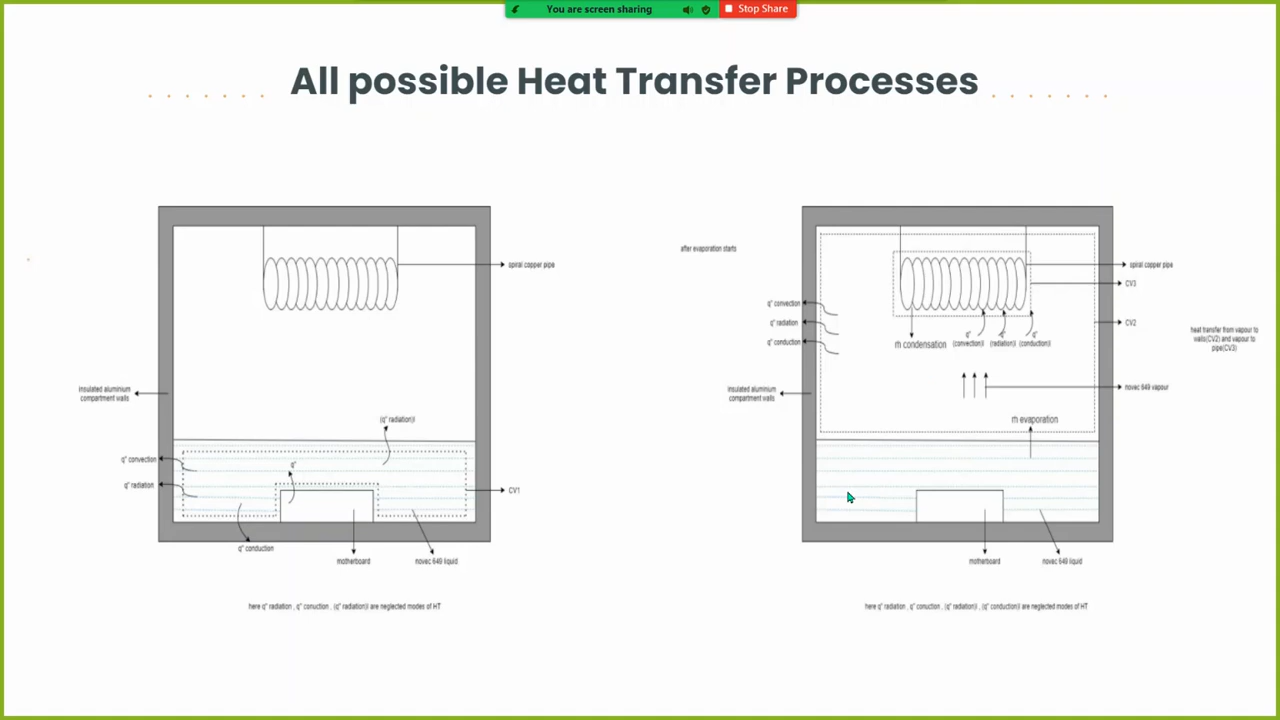 You are screen sharing
Stop Share
All possible Heat Transfer Processes
spiral copper pipe
insulated aluminium
compartment walls
(q" radiation)l
q" convection
q" radiation
q"
CV1
q" conduction
motherboard
novec 649 liquid
here q" radiation , q" conuction , (q" radiation)l are neglected modes of HT
after evaporation starts
spiral copper pipe
CV3
q" convection
q" radiation
q" conduction
CV2
ṁ condensation
q" q" q"
(convection)l (radiation)l (conduction)l
heat transfer from vapour to
walls(CV2) and vapour to
pipe(CV3)
insulated aluminium
compartment walls
novec 649 vapour
ṁ evaporation
motherboard
novec 649 liquid
here q" radiation , q" conuction , (q" radiation)l , (q" conduction)l are neglected modes of HT